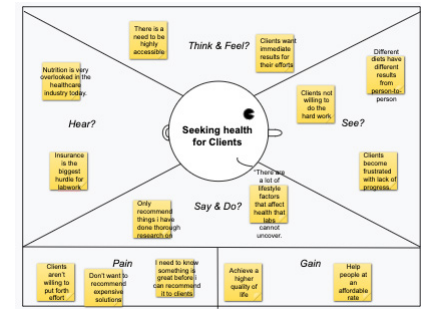 There is a
need to be
highly
accessible
Think & Feel?
Clients want
immediate
results for
their efforts
Different
diets have
different
results from
person-to-
person
Nutrition is very
overlooked in the
healthcare
industry today.
Clients not
willing to
do the
hard work.
Hear?
Seeking health
for Clients
See?
Insurance
is the
biggest
hurdle for
labwork
Clients
become
frustrated
with lack of
progress.
Only
recommend
things i have
done thorough
research on
Say & Do?
"There are
a lot of
lifestyle
factors
that affect
health that
labs
cannot
uncover.
Pain
Gain
Clients
aren't
willing to
put forth
effort
Don't want to
recommend
expensive
solutions
I need to know
something is
great before i
can recommend
it to clients
Achieve a
higher
quality of
life
Help
people at
an
affordable
rate